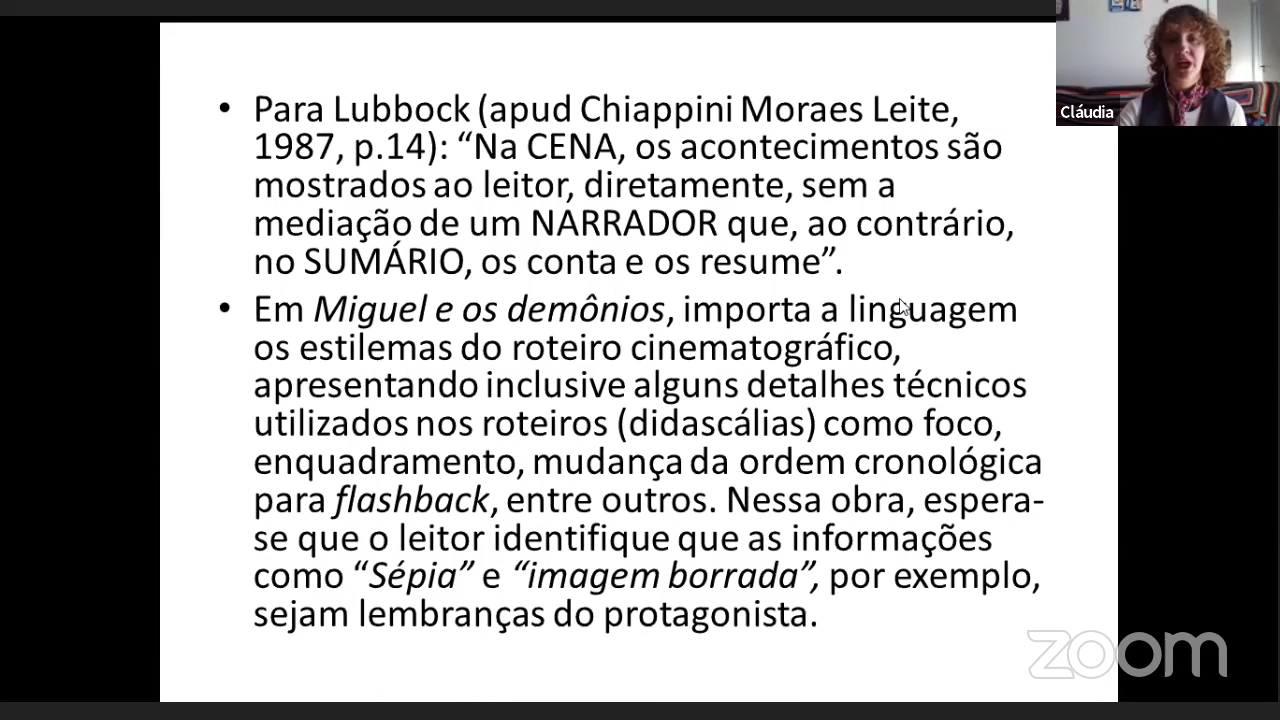 • Para Lubbock (apud Chiappini Moraes Leite,
1987, p.14): “Na CENA, os acontecimentos são
mostrados ao leitor, diretamente, sem a
mediação de um NARRADOR que, ao contrário,
no SUMÁRIO, os conta e os resume”.
• Em Miguel e os demônios, importa a linguagem
os estilemas do roteiro cinematográfico,
apresentando inclusive alguns detalhes técnicos
utilizados nos roteiros (didascálias) como foco,
enquadramento, mudança da ordem cronológica
para flashback, entre outros. Nessa obra, espera-
se que o leitor identifique que as informações
como “Sépia” e “imagem borrada”, por exemplo,
sejam lembranças do protagonista.
Cláudia
zoom